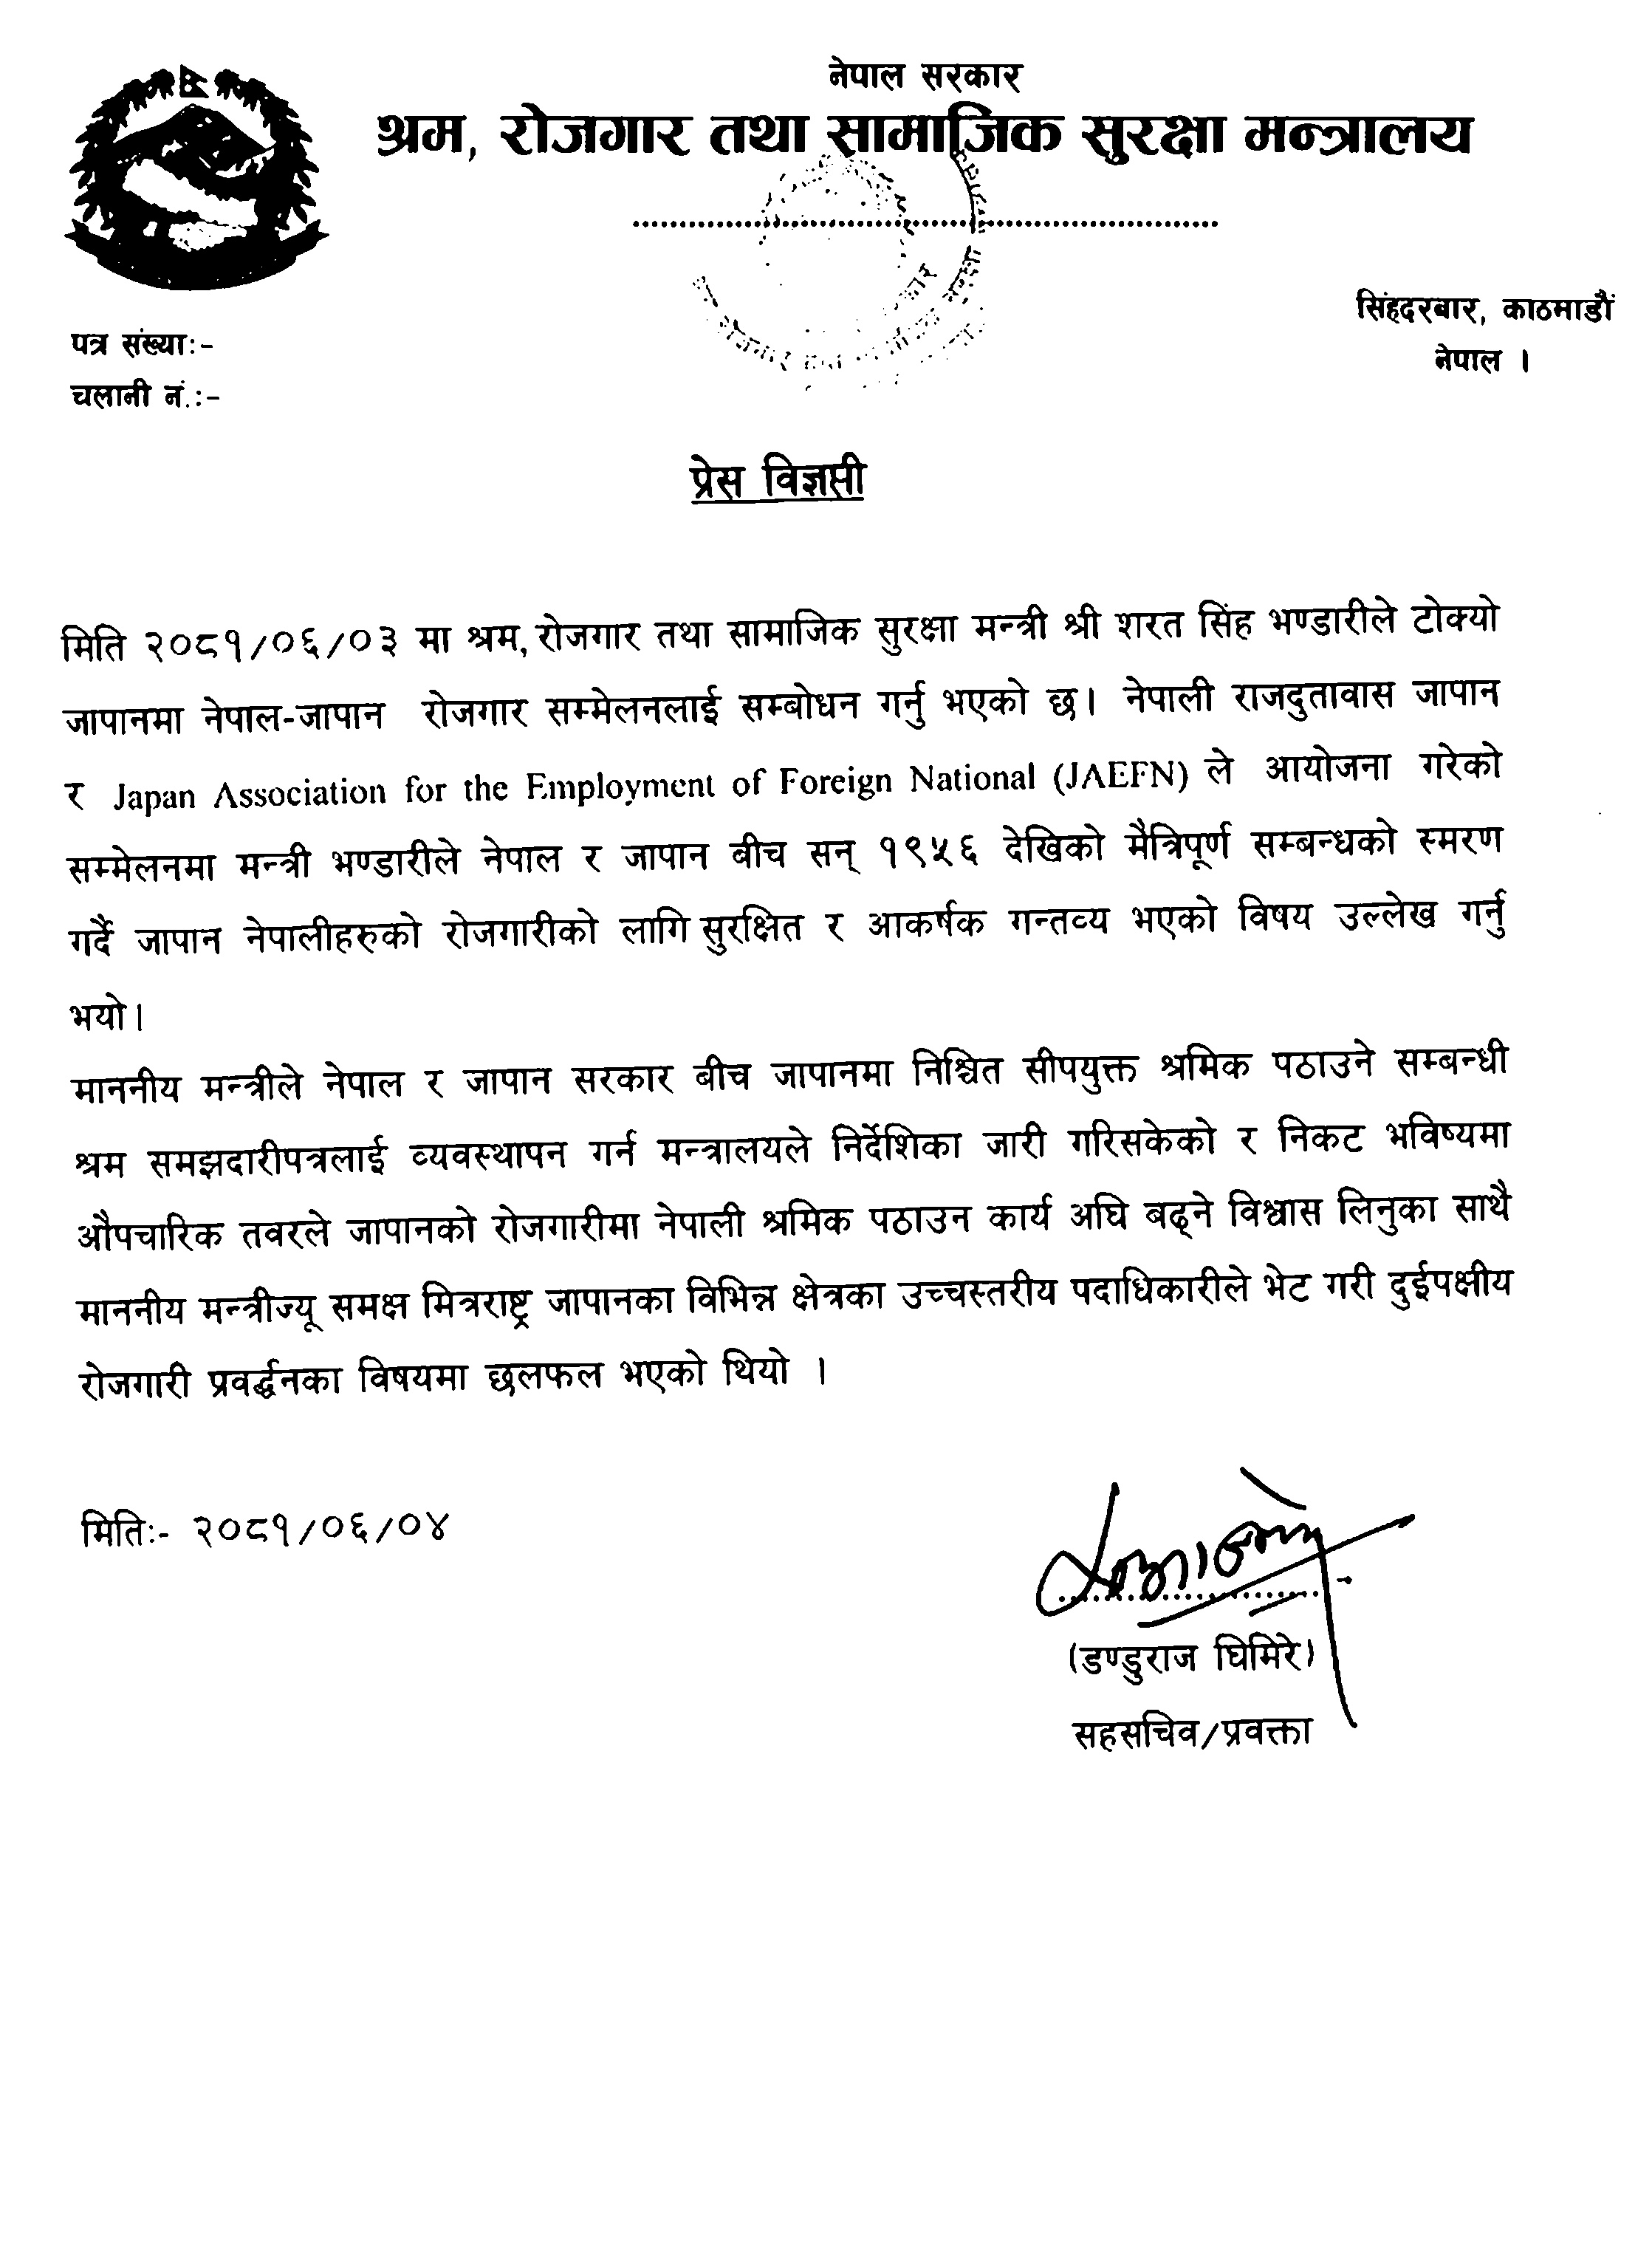 नेपाल सरकार
श्रम, रोजगार तथा सामाजिक सुरक्षा मन्त्रालय
सिंहदरबार, काठमाडौं
नेपाल ।
पत्र संख्याः-
चलानी नं.:-
प्रेस विज्ञप्ती
मिति २०८१/०६/०३ मा श्रम, रोजगार तथा सामाजिक सुरक्षा मन्त्री श्री शरत सिंह भण्डारीले टोक्यो
जापानमा नेपाल-जापान रोजगार सम्मेलनलाई सम्बोधन गर्नु भएको छ। नेपाली राजदुतावास जापान
र Japan Association for the Employment of Foreign National (JAEFN) ले आयोजना गरेको
सम्मेलनमा मन्त्री भण्डारीले नेपाल र जापान बीच सन् १९५६ देखिको मैत्रिपूर्ण सम्बन्धको स्मरण
गर्दै जापान नेपालीहरुको रोजगारीको लागि सुरक्षित र आकर्षक गन्तव्य भएको विषय उल्लेख गर्नु
भयो।
माननीय मन्त्रीले नेपाल र जापान सरकार बीच जापानमा निश्चित सीपयुक्त श्रमिक पठाउने सम्बन्धी
श्रम समझदारीपत्रलाई व्यवस्थापन गर्न मन्त्रालयले निर्देशिका जारी गरिसकेको र निकट भविष्यमा
औपचारिक तवरले जापानको रोजगारीमा नेपाली श्रमिक पठाउन कार्य अघि बढ्ने विश्वास लिनुका साथै
माननीय मन्त्रीज्यू समक्ष मित्रराष्ट्र जापानका विभिन्न क्षेत्रका उच्चस्तरीय पदाधिकारीले भेट गरी दुईपक्षीय
रोजगारी प्रवर्द्धनका विषयमा छलफल भएको थियो ।
मितिः- २०८१/०६/०४
(डण्डुराज घिमिरे)
सहसचिव/प्रवक्ता